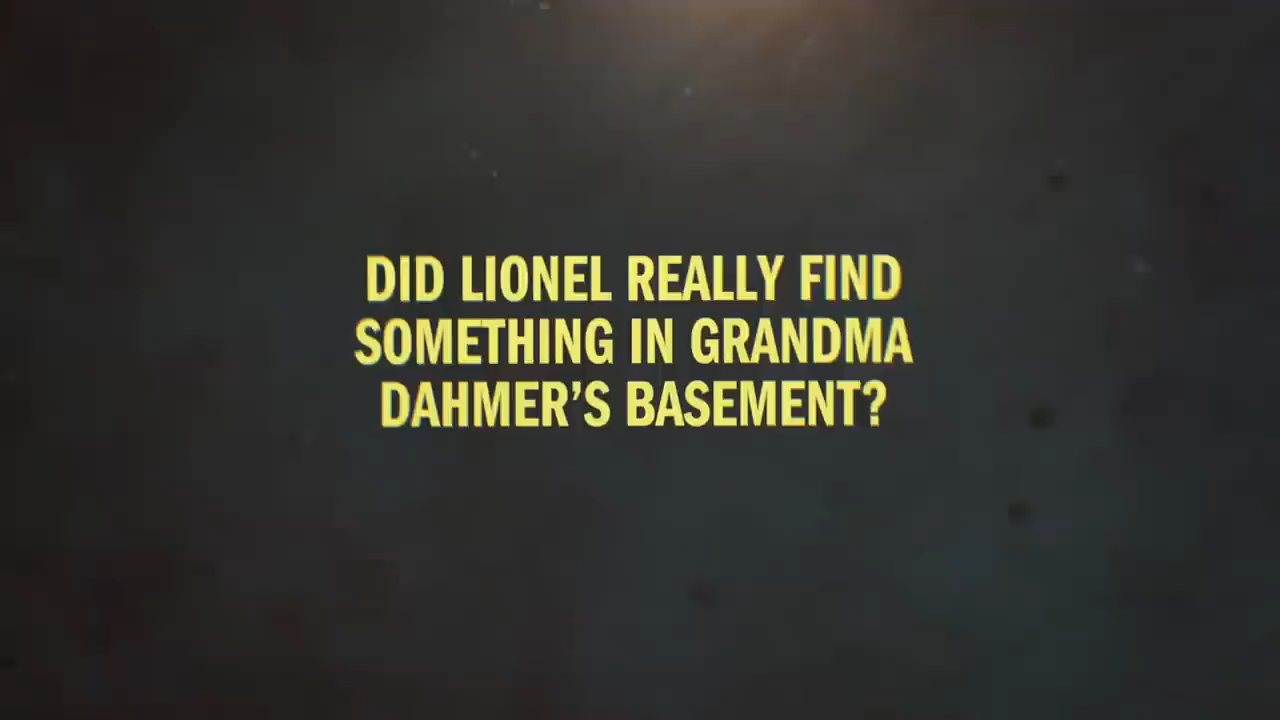 DID LIONEL REALLY FIND
SOMETHING IN GRANDMA
DAHMER’S BASEMENT?